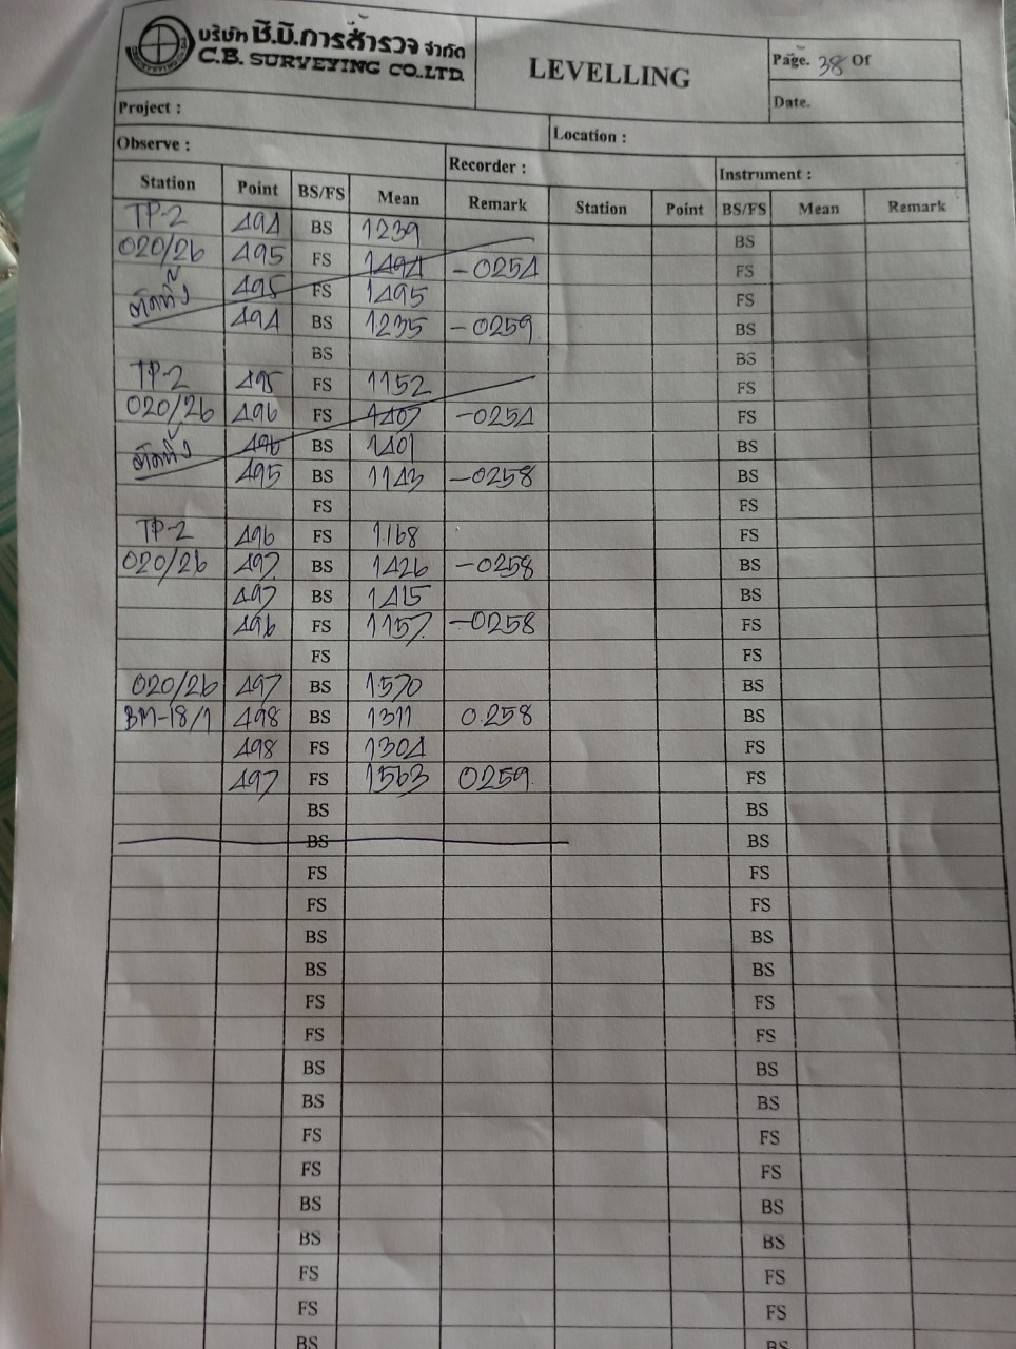 บริษัท ซี.บี.การสำรวจ จำกัด
C.B. SURVEYING CO.,LTD.
LEVELLING
Page. 38 Of
Date.
Project :
Location :
Observe :
Recorder :
Instrument :
Station Point BS/FS Mean Remark Station Point BS/FS Mean Remark
TP-2 494 BS 1239 BS
020/26 495 FS 1494 -0254 FS
ตัดทิ้ง 495 FS 1495 FS
494 BS 1235 -0259 BS
BS BS
TP-2 495 FS 1152 FS
020/26 496 FS 1407 -0254 FS
ตัดทิ้ง 496 BS 1401 BS
495 BS 1143 -0258 BS
FS FS
TP-2 496 FS 1168 FS
020/26 497 BS 1426 -0258 BS
497 BS 1415 BS
496 FS 1157 -0258 FS
FS FS
020/26 497 BS 1570 BS
BM-18/1 498 BS 1311 0.258 BS
498 FS 1304 FS
497 FS 1563 0259 FS
BS BS
BS BS
FS FS
FS FS
BS BS
BS BS
FS FS
FS FS
BS BS
BS BS
FS FS
FS FS
BS BS
BS BS
FS FS
FS FS
BS BS